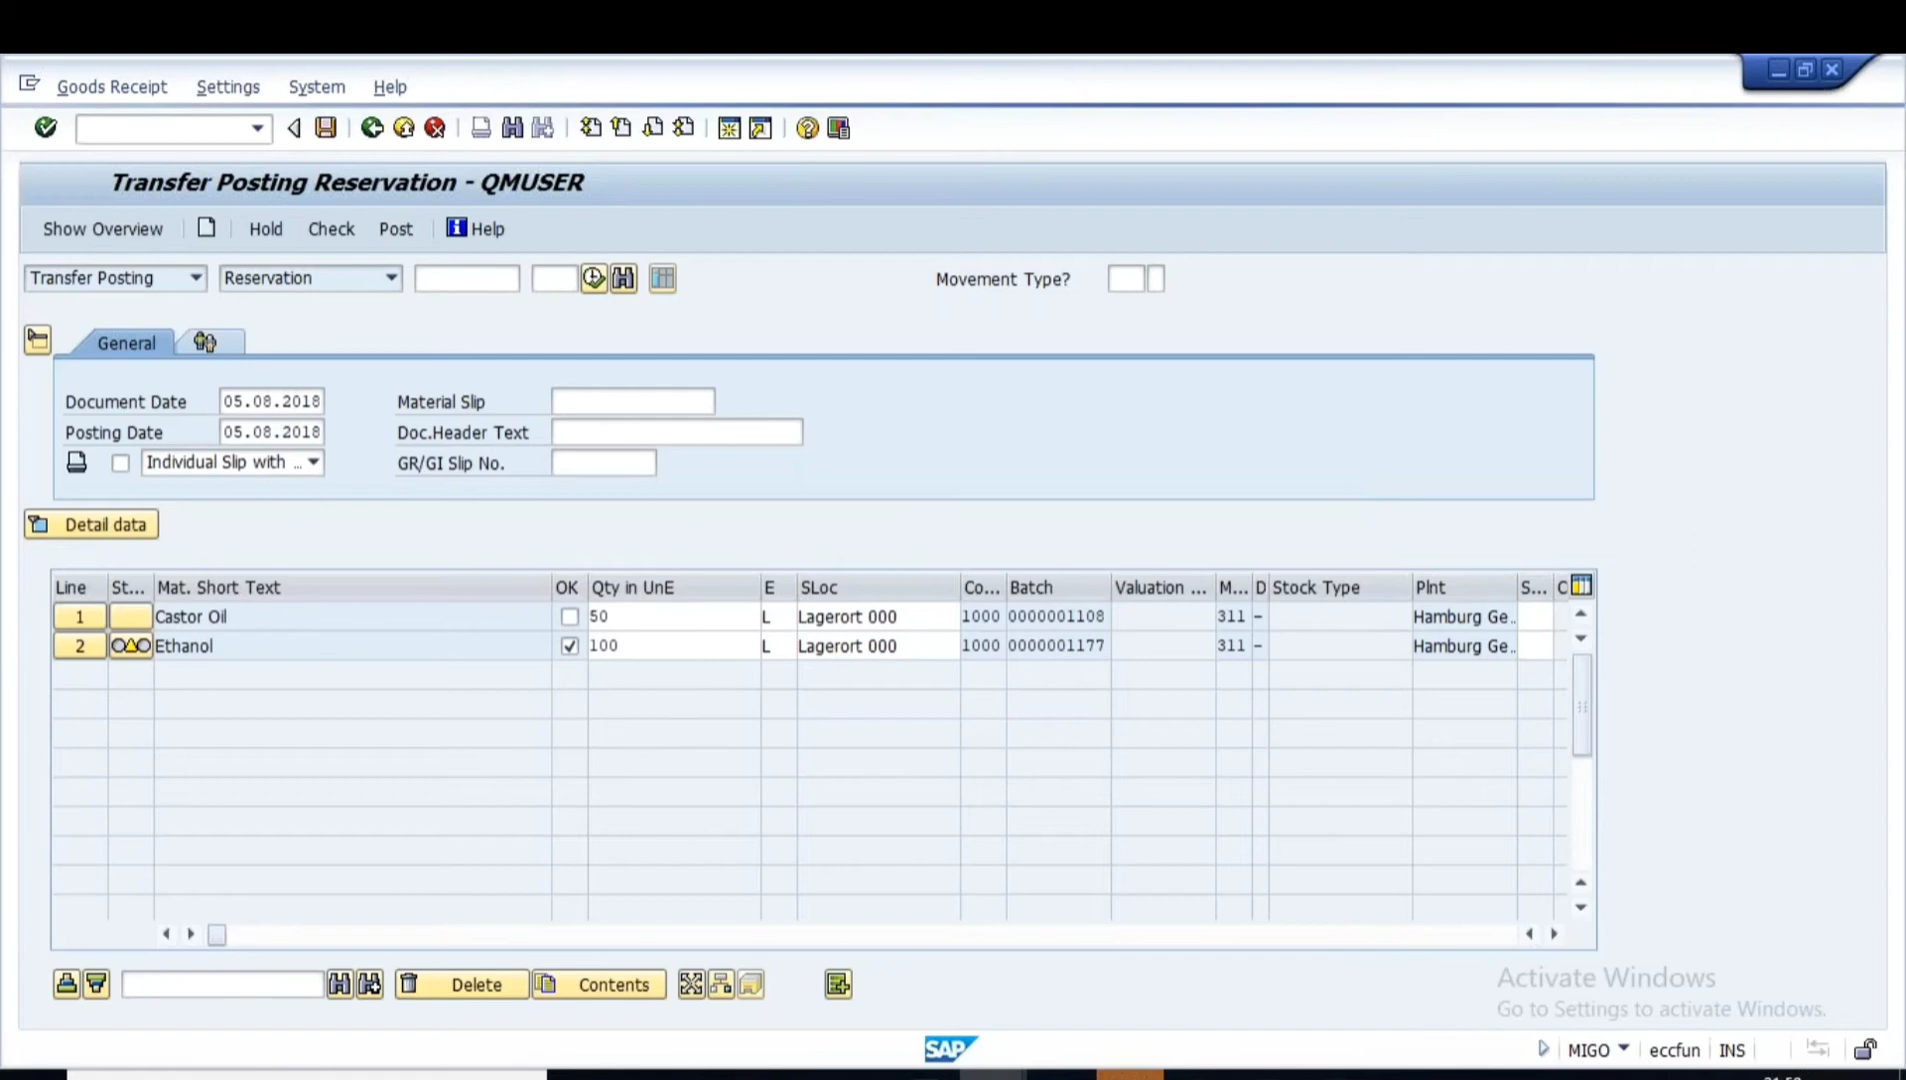 Goods Receipt Settings System Help
Transfer Posting Reservation - QMUSER
Show Overview Hold Check Post Help
Transfer Posting Reservation Movement Type?
General
Document Date 05.08.2018 Material Slip
Posting Date 05.08.2018 Doc.Header Text
Individual Slip with ... GR/GI Slip No.
Detail data
Line St... Mat. Short Text OK Qty in UnE E SLoc Co... Batch Valuation ... M... D Stock Type Plnt S... C
1 Castor Oil 50 L Lagerort 000 1000 0000001108 311 - Hamburg Ge..
2 Ethanol 100 L Lagerort 000 1000 0000001177 311 - Hamburg Ge..
Delete Contents
Activate Windows
Go to Settings to activate Windows.
SAP
MIGO eccfun INS